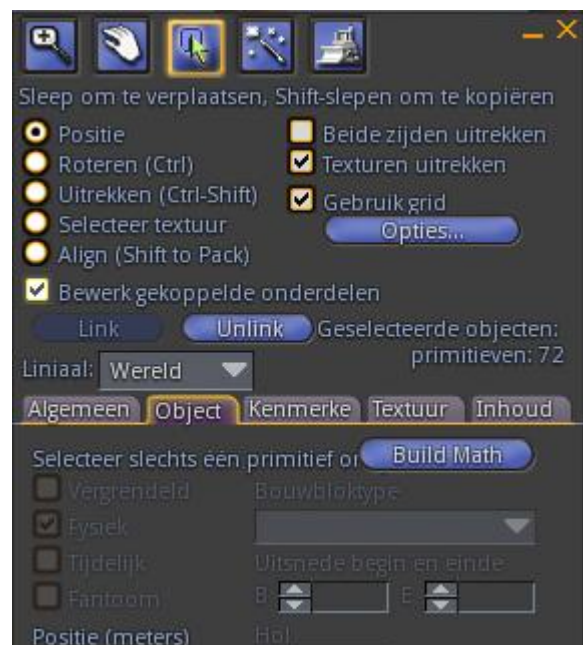 Sleep om te verplaatsen, Shift-slepen om te kopiëren
Positie
Beide zijden uitrekken
Roteren (Ctrl)
Texturen uitrekken
Uitrekken (Ctrl-Shift)
Gebruik grid
Selecteer textuur
Opties...
Align (Shift to Pack)
Bewerk gekoppelde onderdelen
Link
Unlink
Geselecteerde objecten:
primitieven: 72
Liniaal:
Wereld
Algemeen
Object
Kenmerke
Textuur
Inhoud
Selecteer slechts één primitief or
Build Math
Vergrendeld
Bouwbloktype
Fysiek
Tijdelijk
Uitsnede begin en einde
Fantoom
B
E
Positie (meters)
Hol